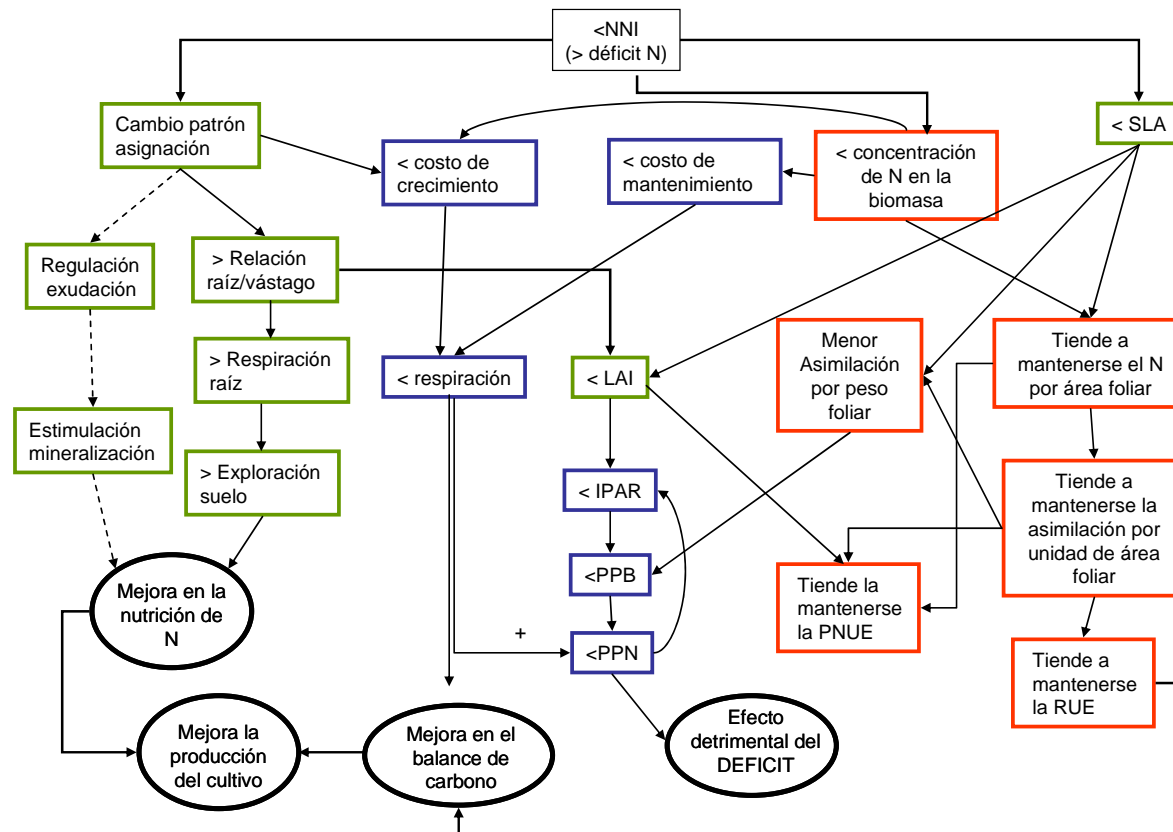 <NNI
(> déficit N)
Cambio patrón
asignación
< costo de
crecimiento
< costo de
mantenimiento
< concentración
de N en la
biomasa
< SLA
Regulación
exudación
> Relación
raíz/vástago
> Respiración
raíz
< respiración
< LAI
Menor
Asimilación
por peso
foliar
Tiende a
mantenerse el N
por área foliar
Estimulación
mineralización
> Exploración
suelo
< IPAR
Tiende a
mantenerse la
asimilación por
unidad de área
foliar
Mejora en la
nutrición de
N
<PPB
Tiende la
mantenerse
la PNUE
+
<PPN
Tiende a
mantenerse
la RUE
Mejora la
producción
del cultivo
Mejora en el
balance de
carbono
Efecto
detrimental del
DEFICIT